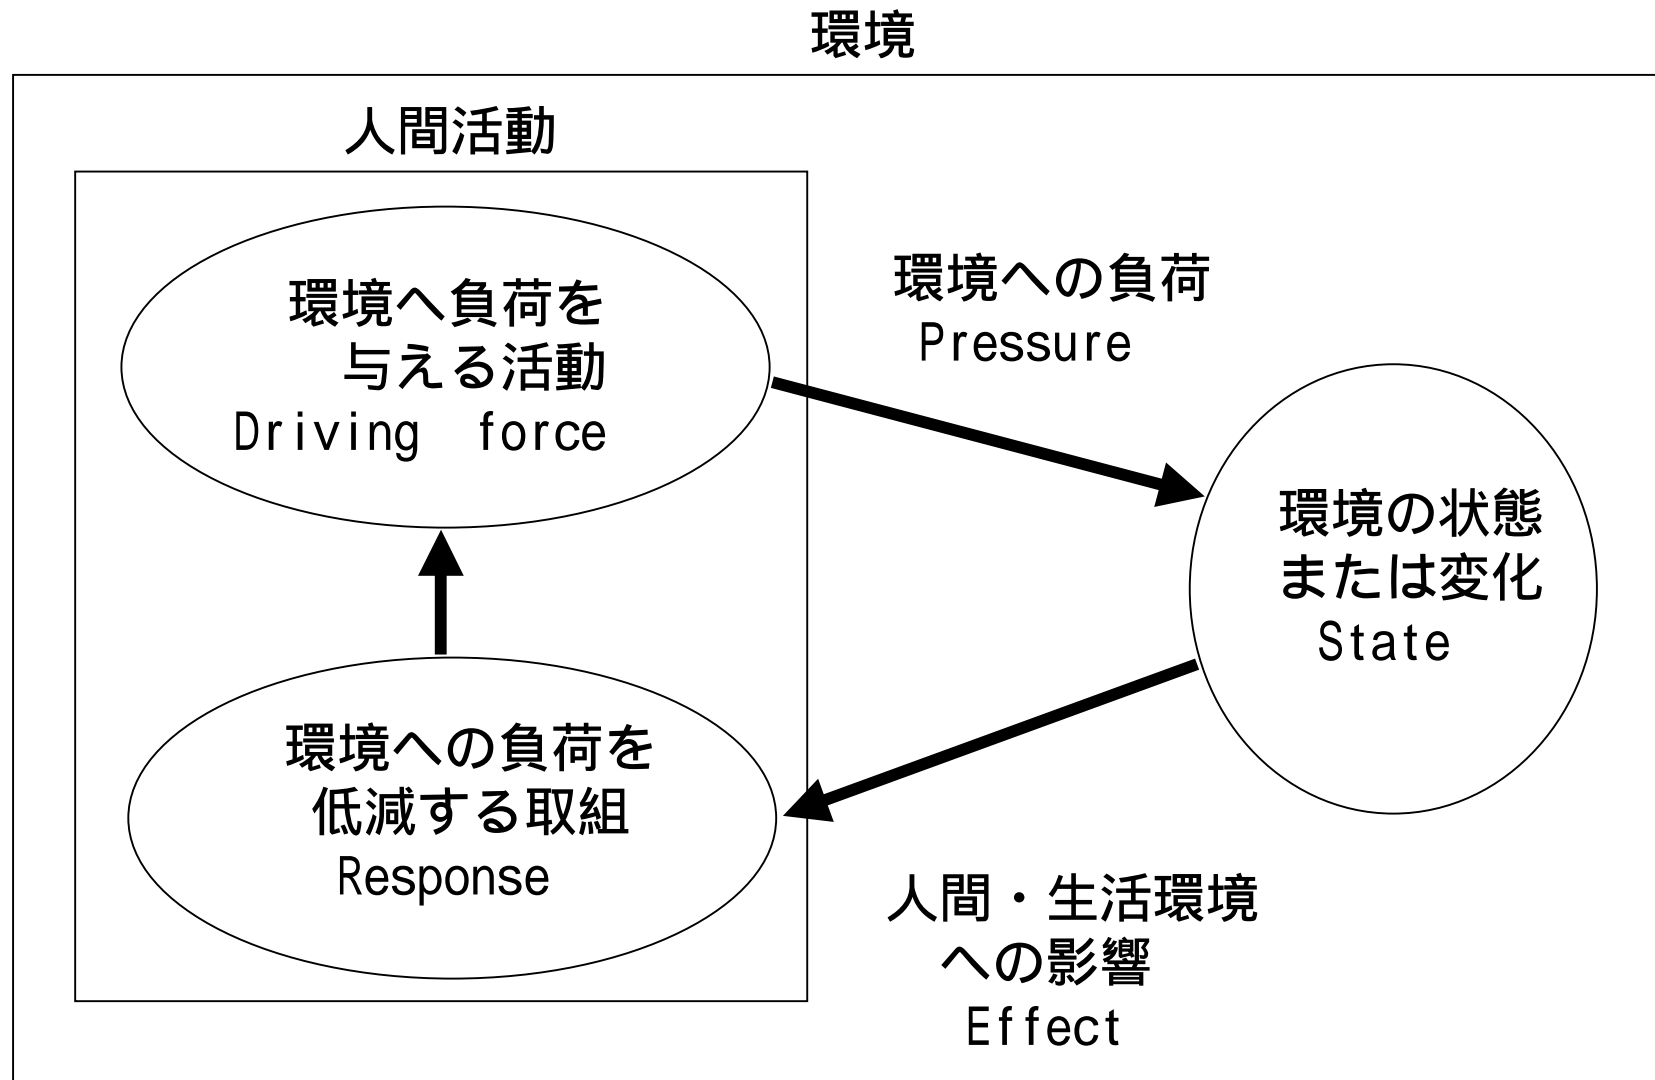 環境
人間活動
環境へ負荷を
与える活動
Driving force
環境への負荷
Pressure
環境の状態
または変化
State
環境への負荷を
低減する取組
Response
人間・生活環境
への影響
Effect